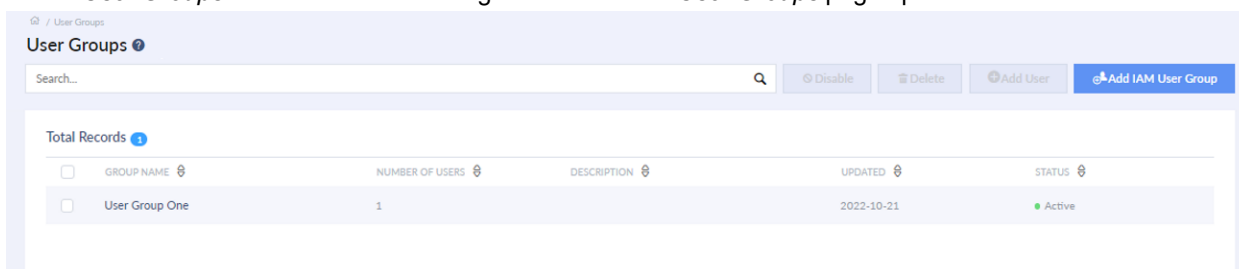 / User Groups
User Groups
Search...
Disable Delete Add User Add IAM User Group
Total Records 1
GROUP NAME NUMBER OF USERS DESCRIPTION UPDATED STATUS
User Group One 1 2022-10-21 Active